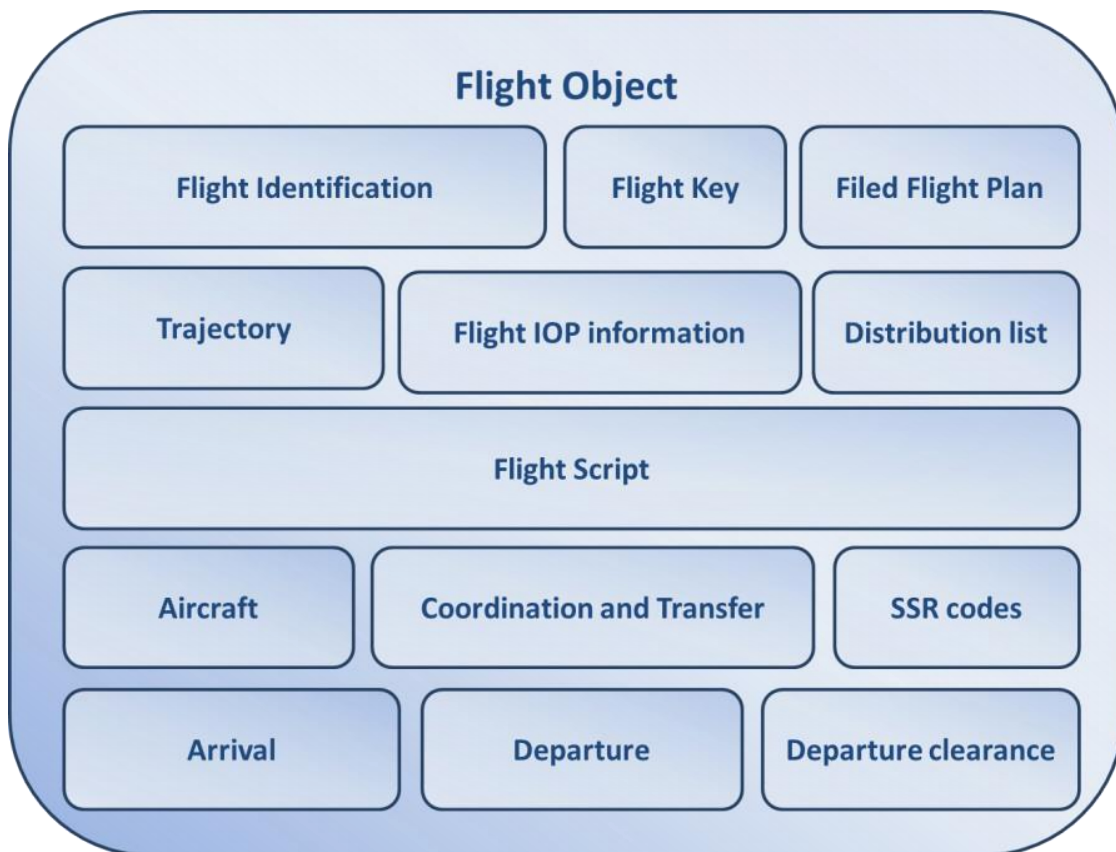 Flight Object
Flight Identification
Flight Key
Filed Flight Plan
Trajectory
Flight IOP information
Distribution list
Flight Script
Aircraft
Coordination and Transfer
SSR codes
Arrival
Departure
Departure clearance